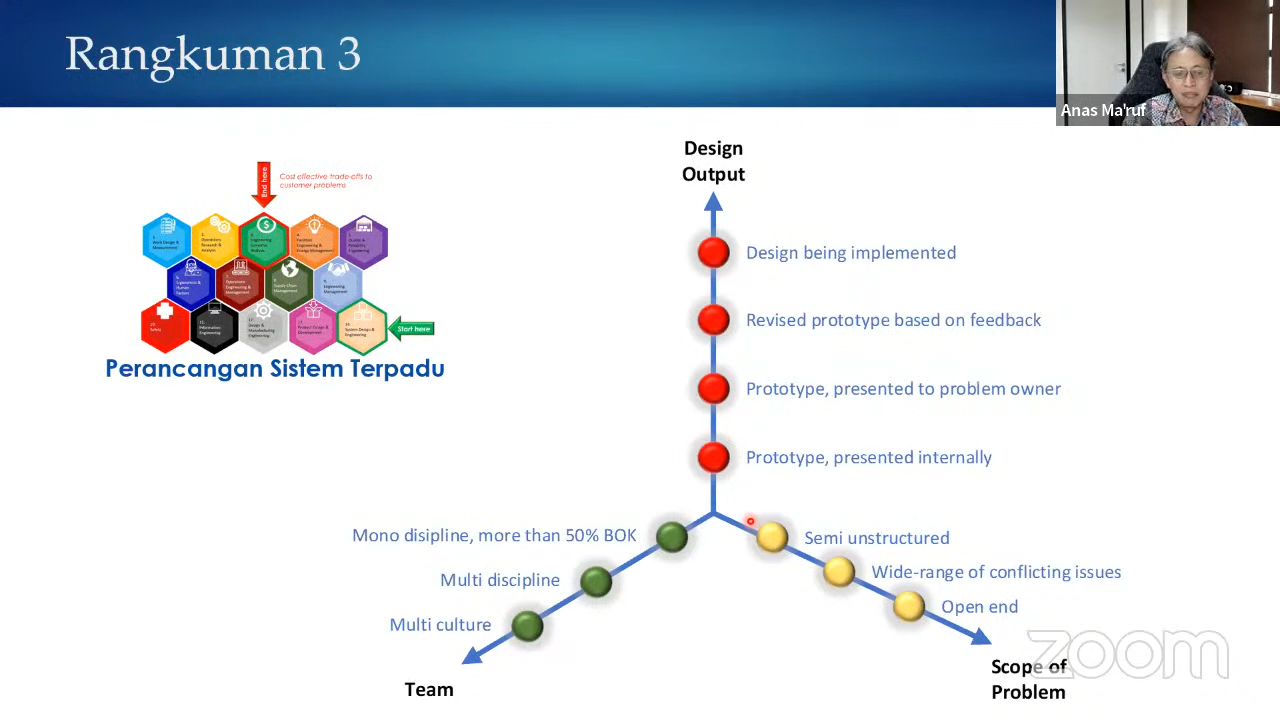 Rangkuman 3
Anas Ma'ruf
End here
Cost effective trade-offs to
customer problems
Start here
Perancangan Sistem Terpadu
Design
Output
Design being implemented
Revised prototype based on feedback
Prototype, presented to problem owner
Prototype, presented internally
Mono disipline, more than 50% BOK
Multi discipline
Multi culture
Team
Semi unstructured
Wide-range of conflicting issues
Open end
Scope of
Problem
zoom